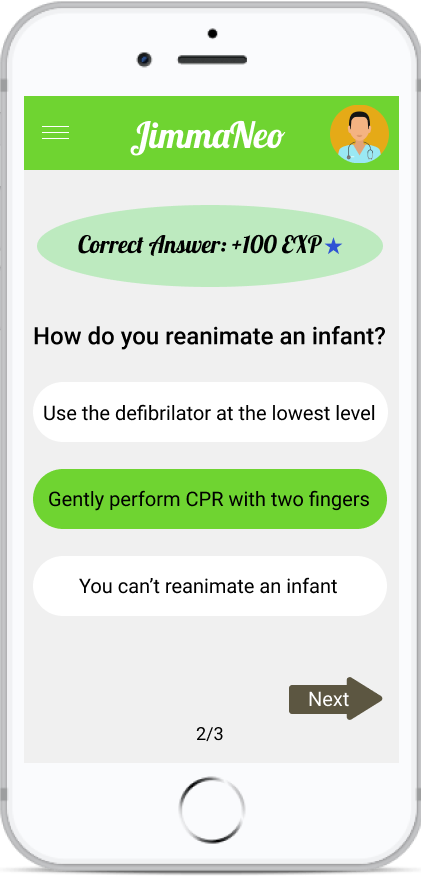 JimmaNeo
Correct Answer: +100 EXP
How do you reanimate an infant?
Use the defibrilator at the lowest level
Gently perform CPR with two fingers
You can’t reanimate an infant
Next
2/3